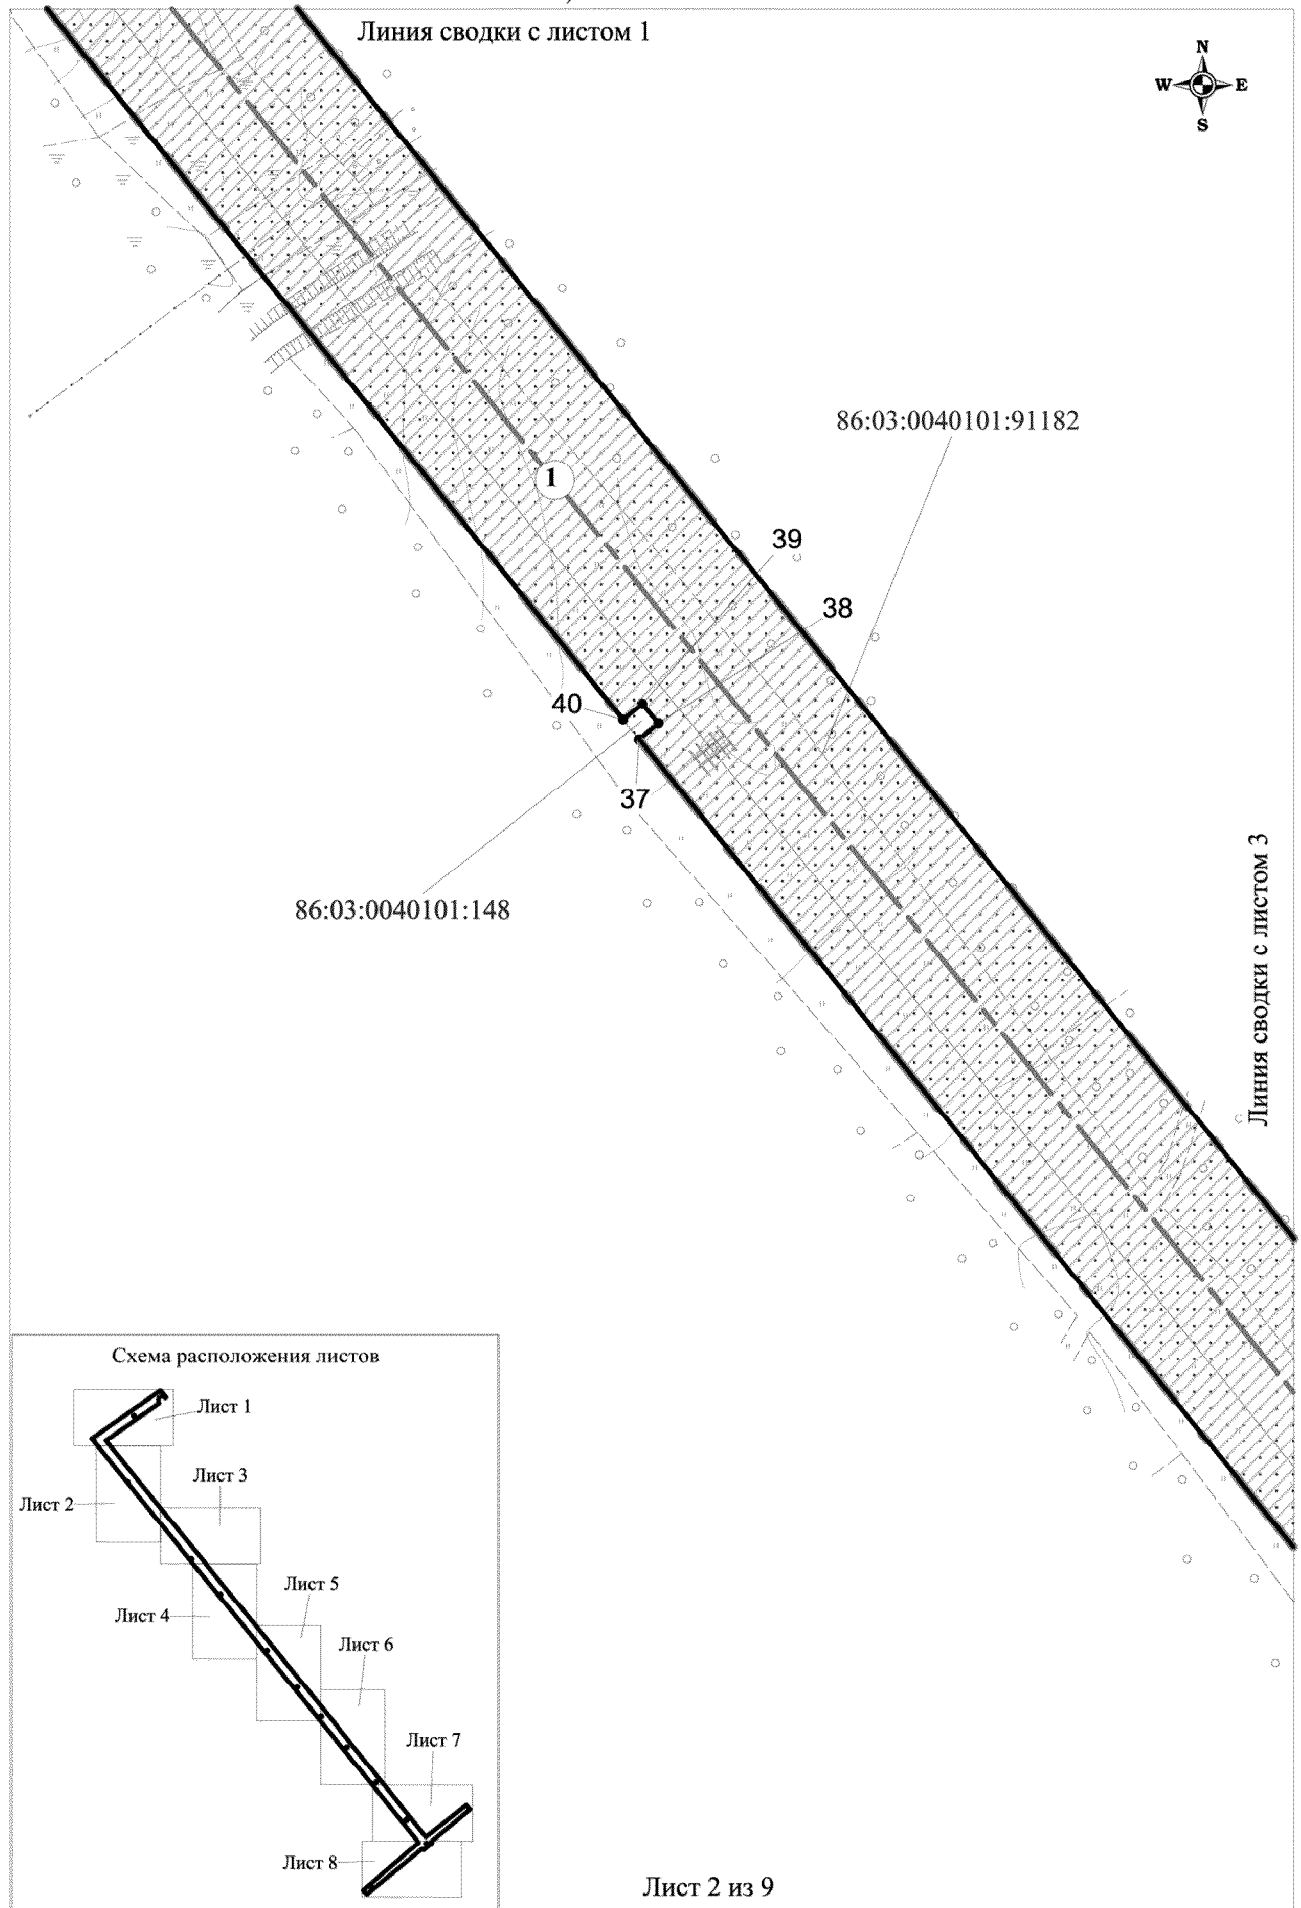 Линия сводки с листом 1
N
W E
S
86:03:0040101:91182
1
39
38
40
37
86:03:0040101:148
Линия сводки с листом 3
Схема расположения листов
Лист 1
Лист 3
Лист 2
Лист 5
Лист 4
Лист 6
Лист 7
Лист 8
Лист 2 из 9